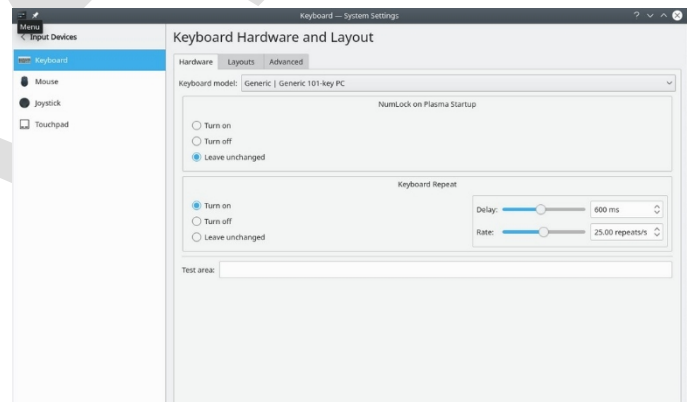 Keyboard — System Settings
Menu
Input Devices
Keyboard Hardware and Layout
Keyboard
Mouse
Joystick
Touchpad
Hardware Layouts Advanced
Keyboard model: Generic | Generic 101-key PC
NumLock on Plasma Startup
Turn on
Turn off
Leave unchanged
Keyboard Repeat
Turn on
Turn off
Leave unchanged
Delay: 600 ms
Rate: 25.00 repeats/s
Test area: